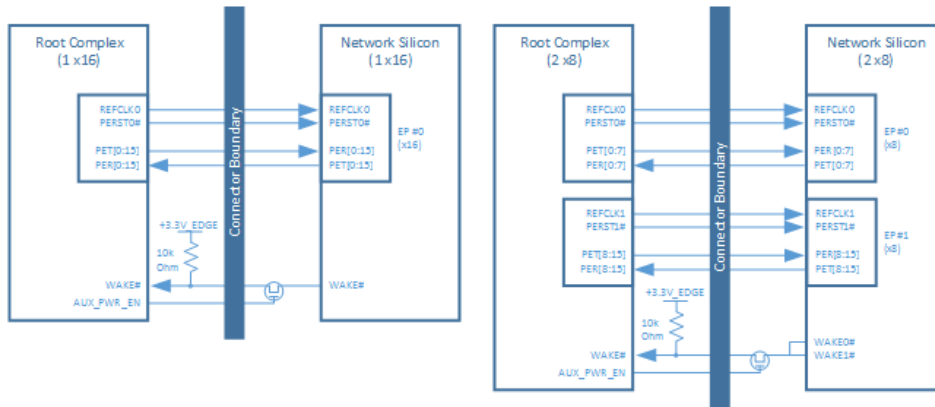 Root Complex
(1 x16)
REFCLK0
PERST0#
PET[0:15]
PER[0:15]
+3.3V_EDGE
10k
Ohm
WAKE#
AUX_PWR_EN
Connector Boundary
Network Silicon
(1 x16)
REFCLK0
PERST0#
PER[0:15]
PET[0:15]
EP #0
(x16)
WAKE#
Root Complex
(2 x8)
REFCLK0
PERST0#
PET[0:7]
PER[0:7]
REFCLK1
PERST1#
PET[8:15]
PER[8:15]
+3.3V_EDGE
10k
Ohm
WAKE#
AUX_PWR_EN
Connector Boundary
Network Silicon
(2 x8)
REFCLK0
PERST0#
PER[0:7]
PET[0:7]
EP #0
(x8)
REFCLK1
PERST1#
PER[8:15]
PET[8:15]
EP #1
(x8)
WAKE0#
WAKE1#